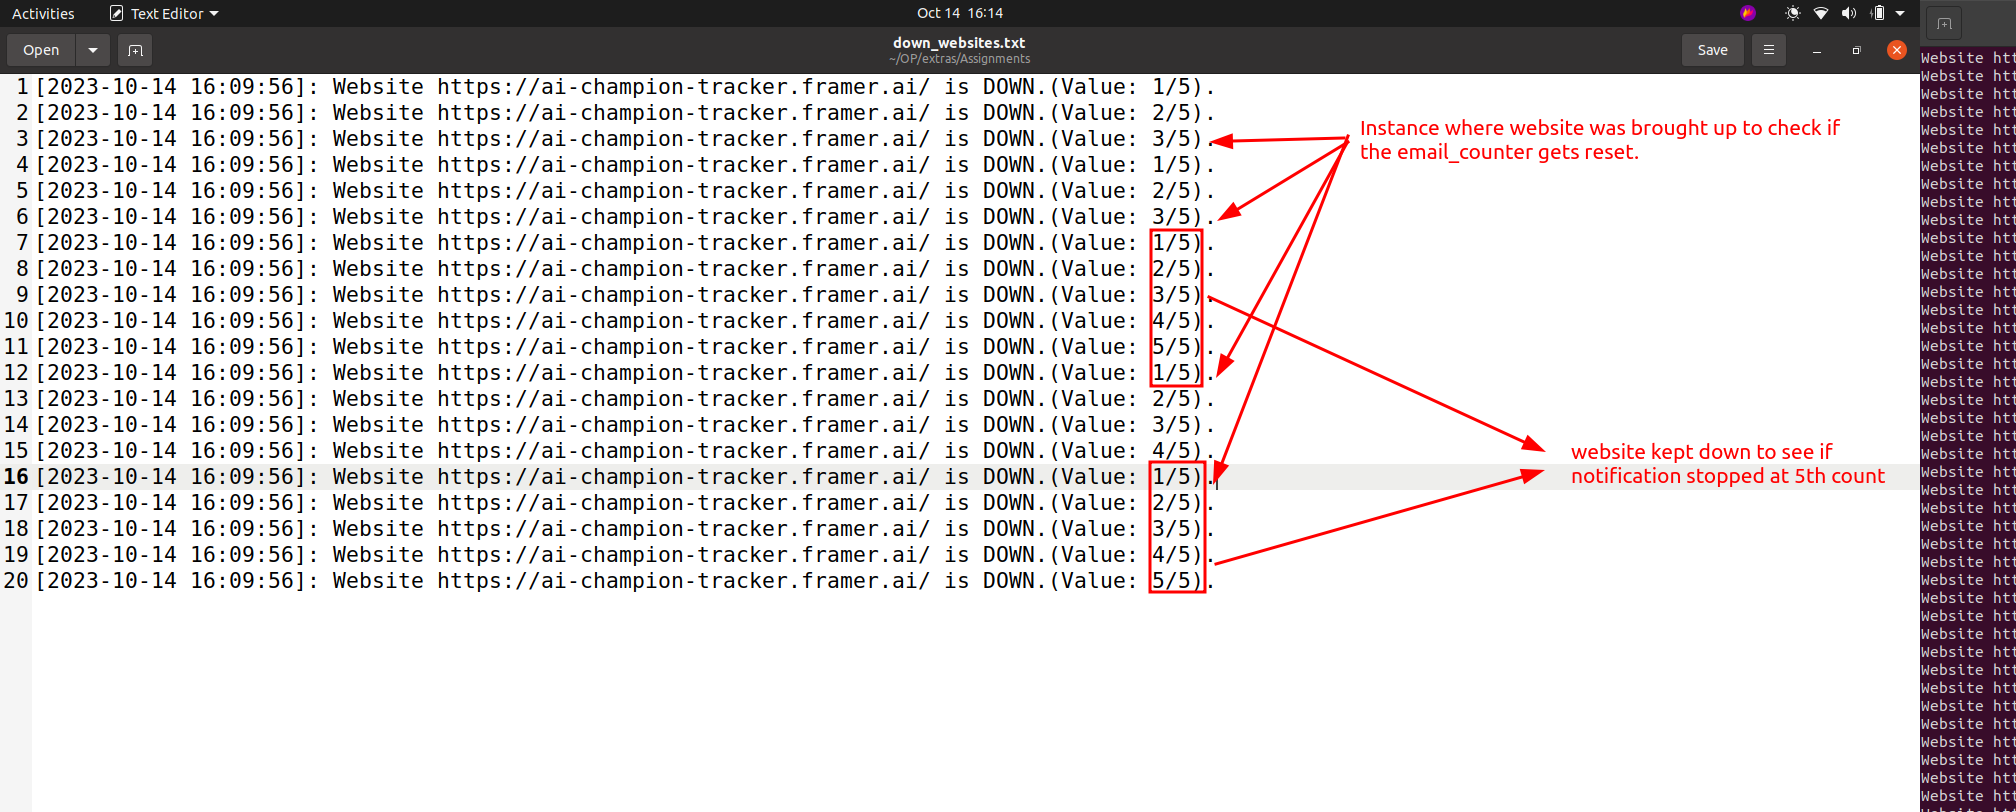 Activities Text Editor Oct 14 16:14
Open down_websites.txt Save
~/OP/extras/Assignments
1 [2023-10-14 16:09:56]: Website https://ai-champion-tracker.framer.ai/ is DOWN.(Value: 1/5).
2 [2023-10-14 16:09:56]: Website https://ai-champion-tracker.framer.ai/ is DOWN.(Value: 2/5).
3 [2023-10-14 16:09:56]: Website https://ai-champion-tracker.framer.ai/ is DOWN.(Value: 3/5).
4 [2023-10-14 16:09:56]: Website https://ai-champion-tracker.framer.ai/ is DOWN.(Value: 1/5).
5 [2023-10-14 16:09:56]: Website https://ai-champion-tracker.framer.ai/ is DOWN.(Value: 2/5).
6 [2023-10-14 16:09:56]: Website https://ai-champion-tracker.framer.ai/ is DOWN.(Value: 3/5).
7 [2023-10-14 16:09:56]: Website https://ai-champion-tracker.framer.ai/ is DOWN.(Value: 1/5).
8 [2023-10-14 16:09:56]: Website https://ai-champion-tracker.framer.ai/ is DOWN.(Value: 2/5).
9 [2023-10-14 16:09:56]: Website https://ai-champion-tracker.framer.ai/ is DOWN.(Value: 3/5).
10 [2023-10-14 16:09:56]: Website https://ai-champion-tracker.framer.ai/ is DOWN.(Value: 4/5).
11 [2023-10-14 16:09:56]: Website https://ai-champion-tracker.framer.ai/ is DOWN.(Value: 5/5).
12 [2023-10-14 16:09:56]: Website https://ai-champion-tracker.framer.ai/ is DOWN.(Value: 1/5).
13 [2023-10-14 16:09:56]: Website https://ai-champion-tracker.framer.ai/ is DOWN.(Value: 2/5).
14 [2023-10-14 16:09:56]: Website https://ai-champion-tracker.framer.ai/ is DOWN.(Value: 3/5).
15 [2023-10-14 16:09:56]: Website https://ai-champion-tracker.framer.ai/ is DOWN.(Value: 4/5).
16 [2023-10-14 16:09:56]: Website https://ai-champion-tracker.framer.ai/ is DOWN.(Value: 1/5).
17 [2023-10-14 16:09:56]: Website https://ai-champion-tracker.framer.ai/ is DOWN.(Value: 2/5).
18 [2023-10-14 16:09:56]: Website https://ai-champion-tracker.framer.ai/ is DOWN.(Value: 3/5).
19 [2023-10-14 16:09:56]: Website https://ai-champion-tracker.framer.ai/ is DOWN.(Value: 4/5).
20 [2023-10-14 16:09:56]: Website https://ai-champion-tracker.framer.ai/ is DOWN.(Value: 5/5).
Instance where website was brought up to check if
the email_counter gets reset.
website kept down to see if
notification stopped at 5th count